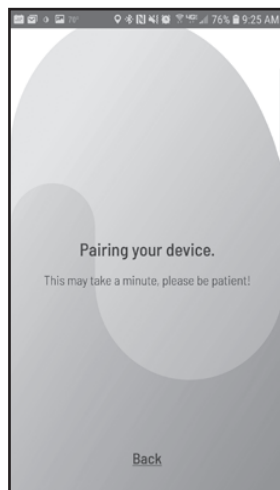 76% 9:25 AM
Pairing your device.
This may take a minute, please be patient!
Back